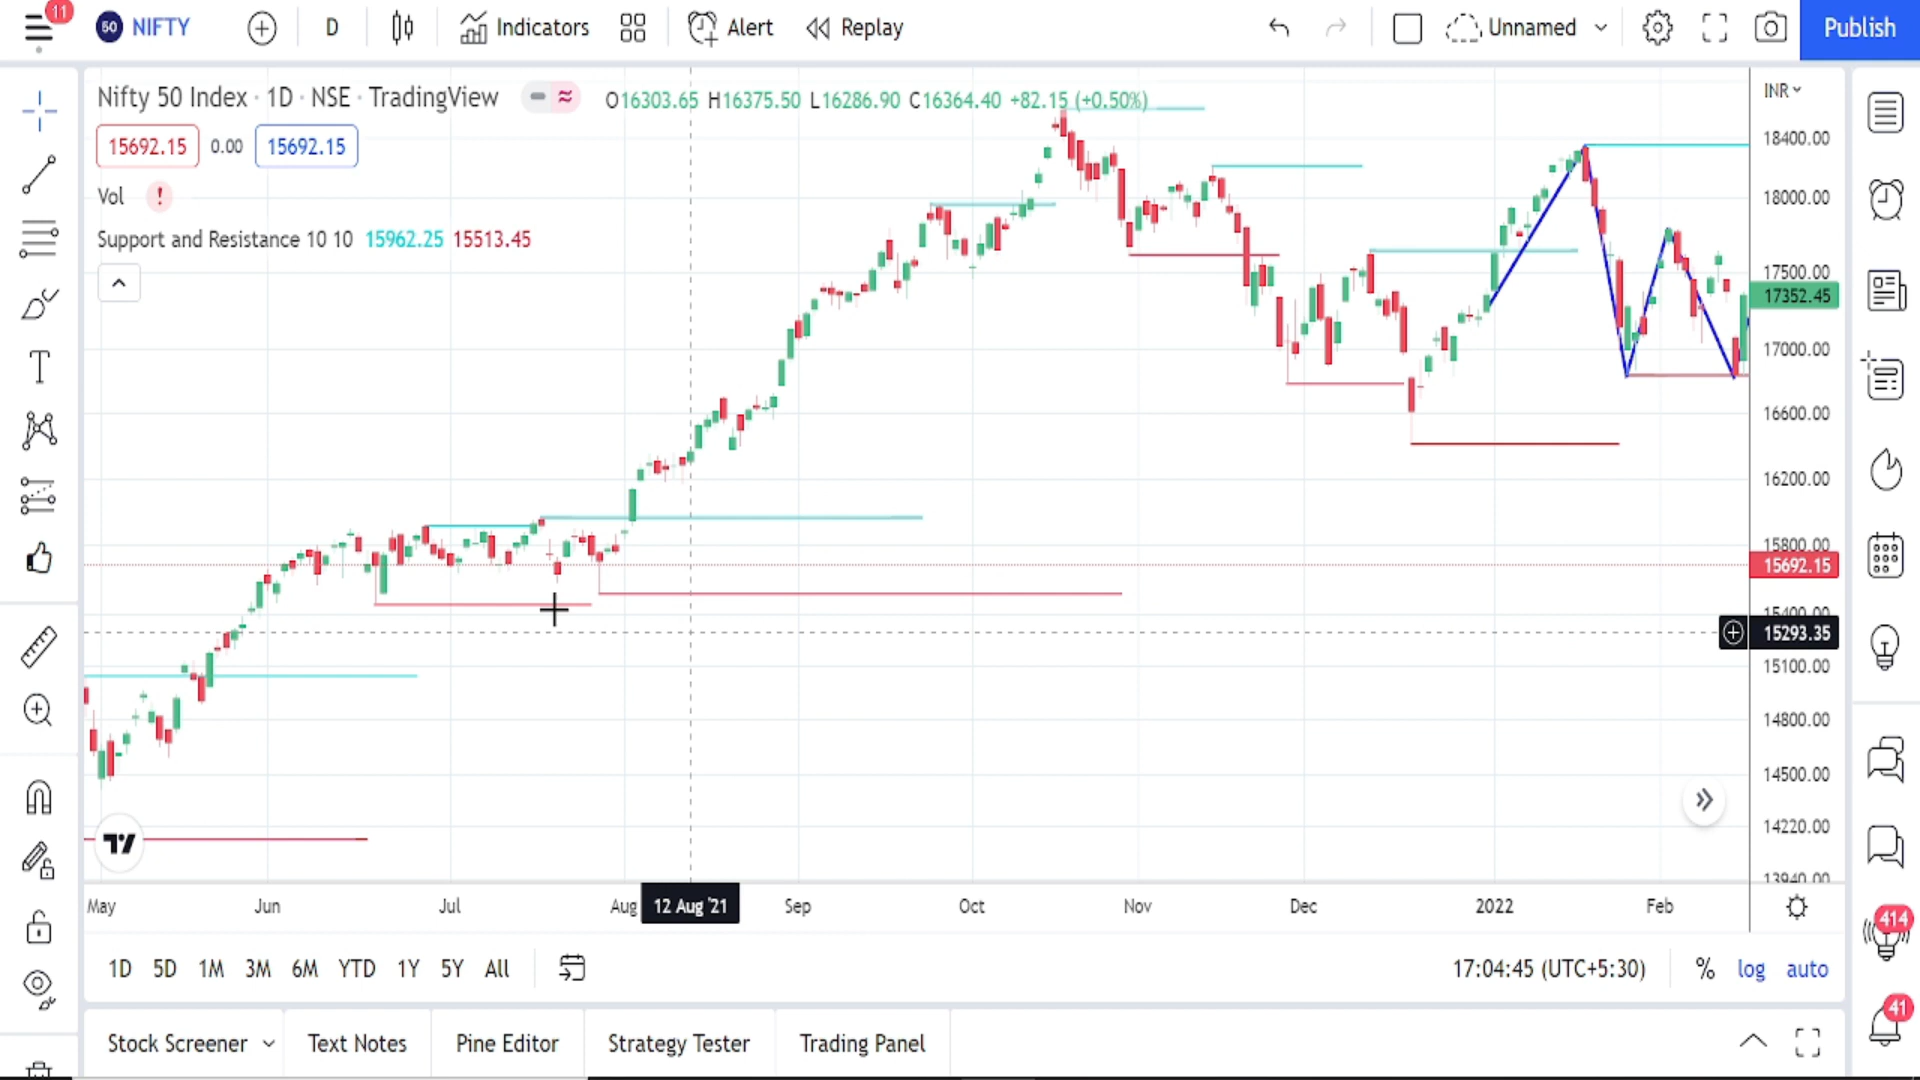 11
50 NIFTY D Indicators Alert Replay Unnamed Publish
Nifty 50 Index · 1D · NSE · TradingView O16303.65 H16375.50 L16286.90 C16364.40 +82.15 (+0.50%) INR
15692.15 0.00 15692.15
Vol !
Support and Resistance 10 10 15962.25 15513.45
18400.00
18000.00
17500.00
17352.45
17000.00
16600.00
16200.00
15800.00
15692.15
15400.00
15293.35
15100.00
14800.00
14500.00
14220.00
13940.00
May Jun Jul Aug 12 Aug '21 Sep Oct Nov Dec 2022 Feb
414
1D 5D 1M 3M 6M YTD 1Y 5Y All 17:04:45 (UTC+5:30) % log auto
41
Stock Screener Text Notes Pine Editor Strategy Tester Trading Panel